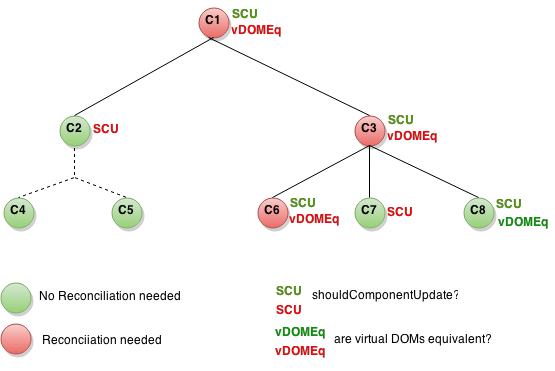 C1 SCU
vDOMEq
C2 SCU
C3 SCU
vDOMEq
C4
C5
C6 SCU
vDOMEq
C7 SCU
C8 SCU
vDOMEq
No Reconciliation needed
Reconciiation needed
SCU shouldComponentUpdate?
SCU
vDOMEq are virtual DOMs equivalent?
vDOMEq